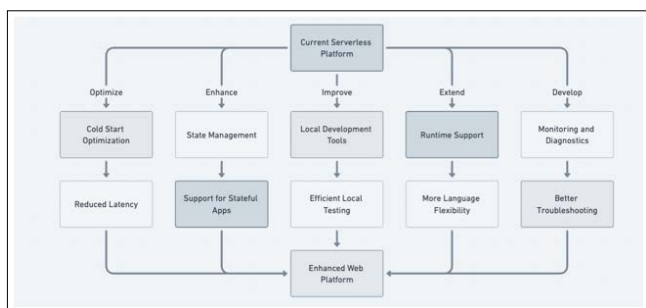 Current Serverless
Platform
Optimize
Enhance
Improve
Extend
Develop
Cold Start
Optimization
State Management
Local Development
Tools
Runtime Support
Monitoring and
Diagnostics
Reduced Latency
Support for Stateful
Apps
Efficient Local
Testing
More Language
Flexibility
Better
Troubleshooting
Enhanced Web
Platform